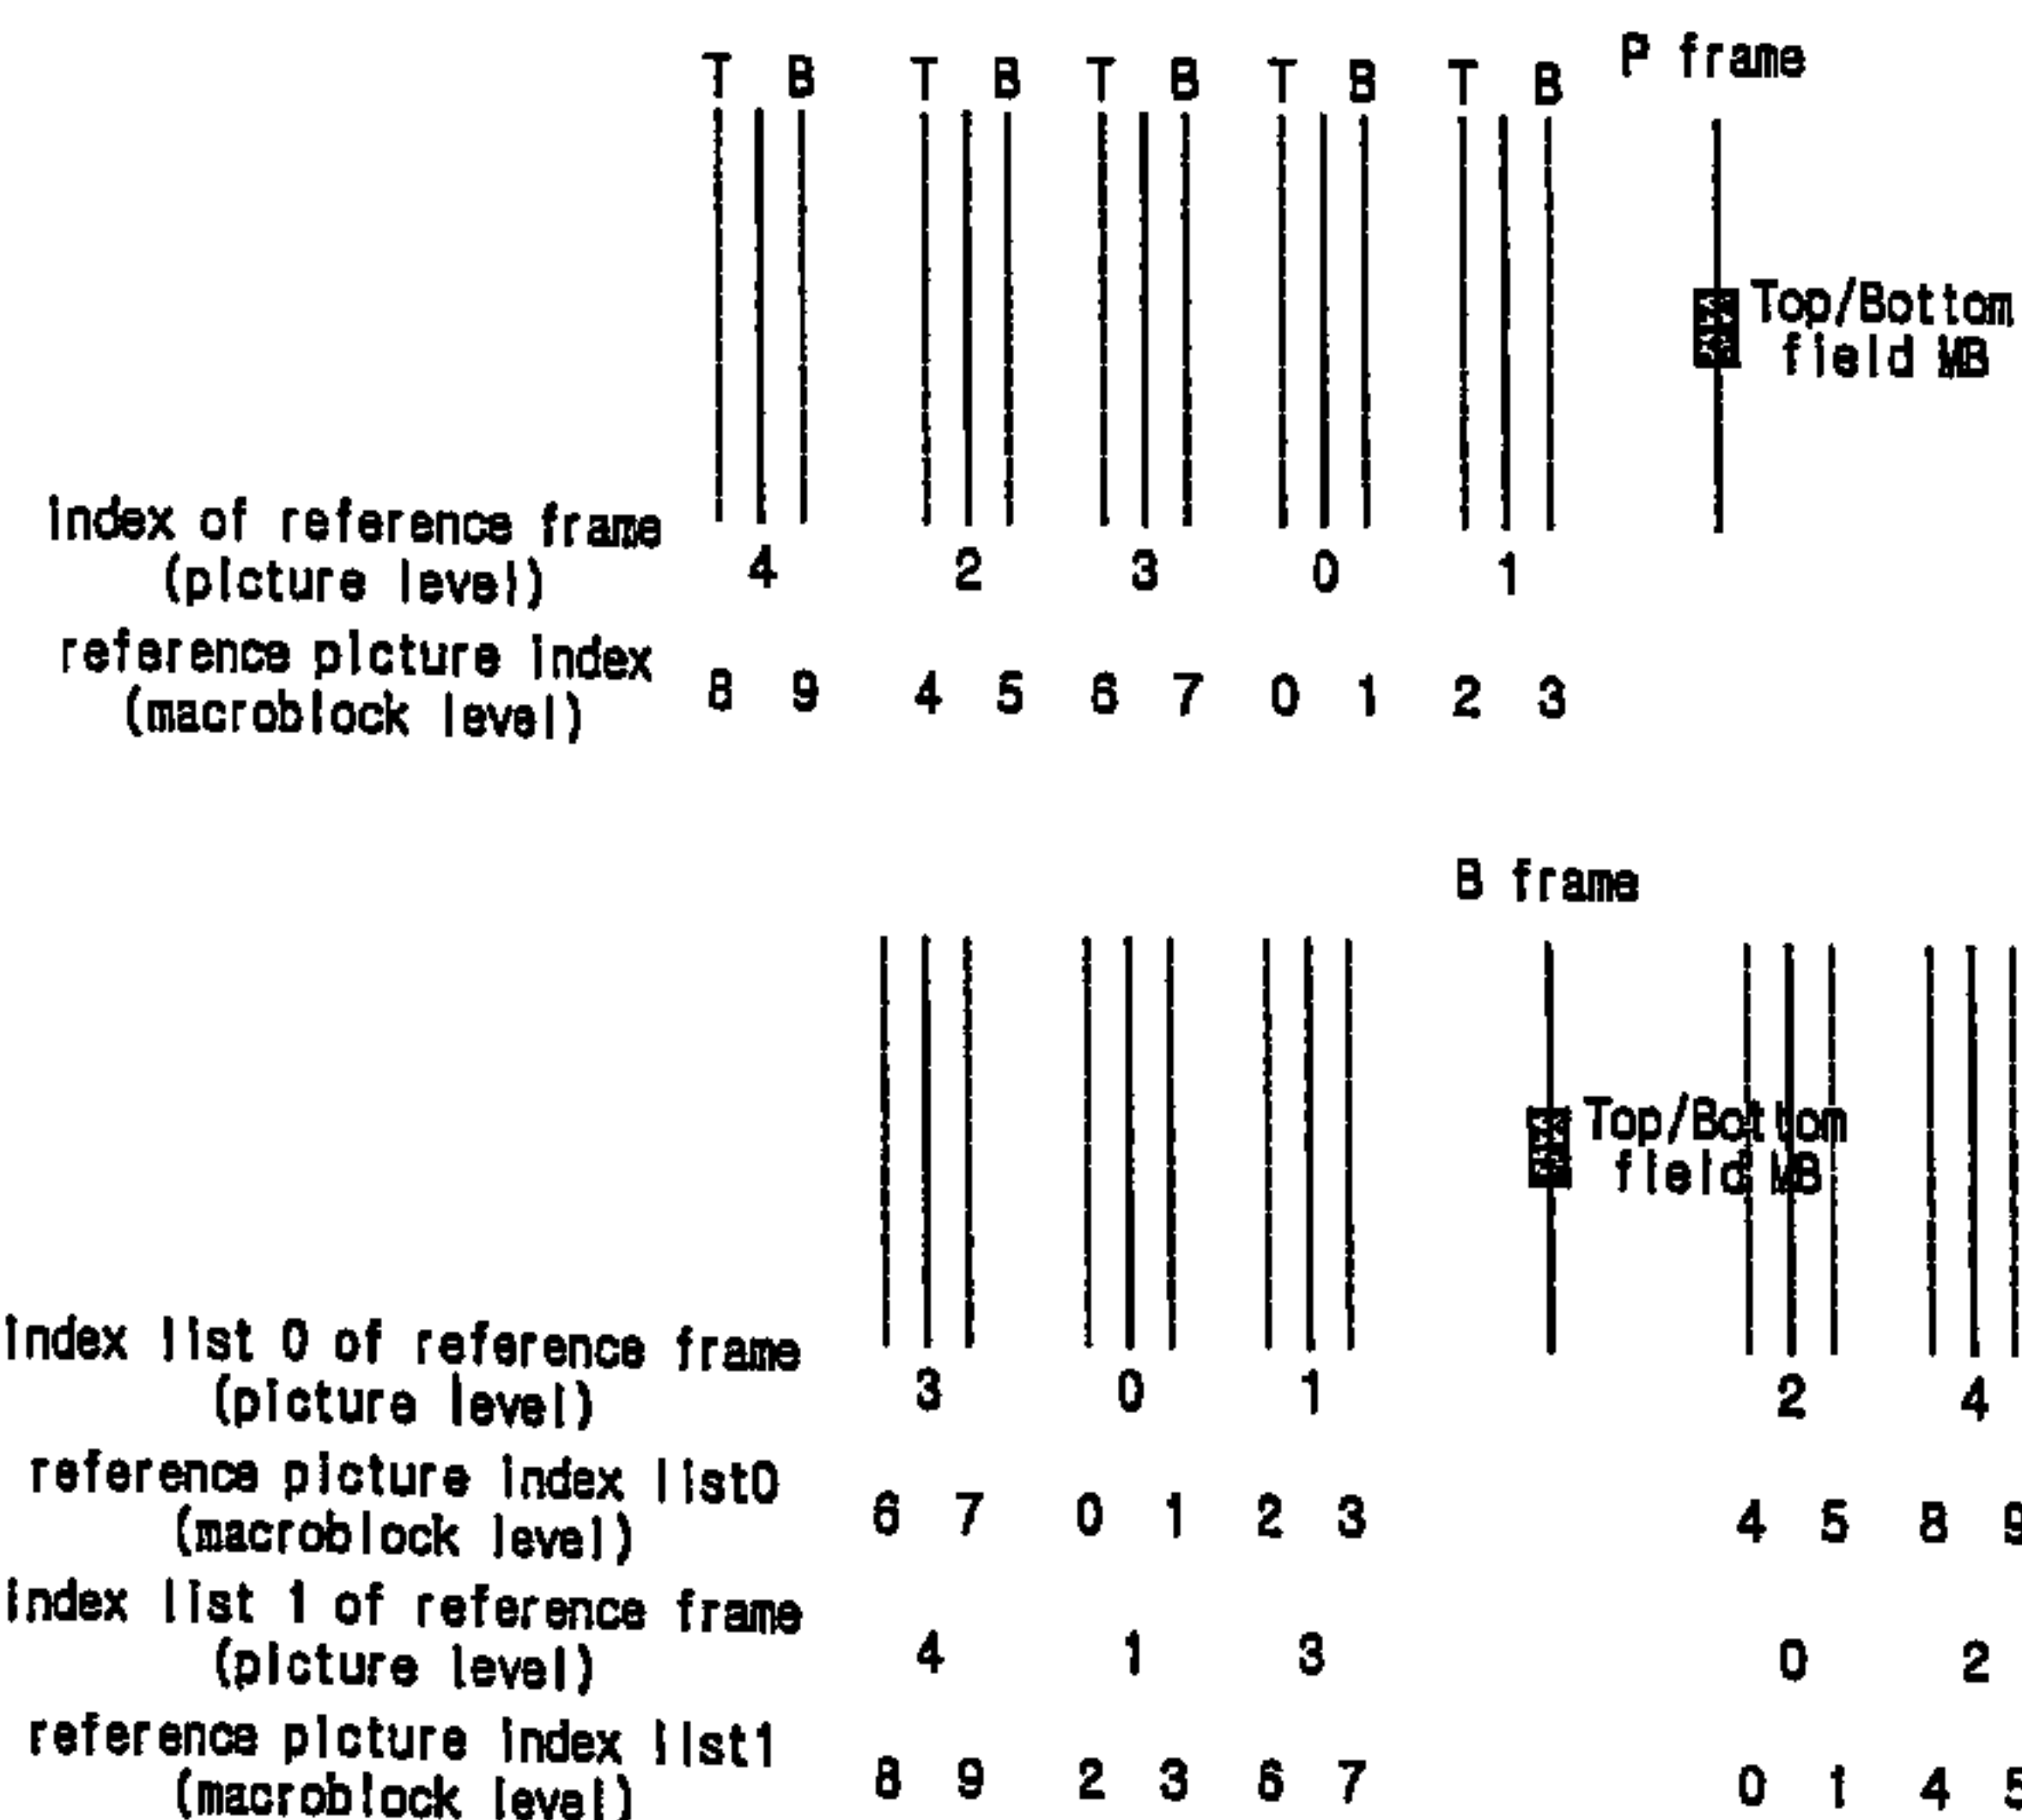 P frame
T B T B T B T B T B
Top/Bottom
field MB
index of reference frame
(picture level)
4 2 3 0 1
reference picture index
(macroblock level)
8 9 4 5 6 7 0 1 2 3
B frame
Top/Bottom
field MB
index list 0 of reference frame
(picture level)
3 0 1 2 4
reference picture index list0
(macroblock level)
6 7 0 1 2 3 4 5 8 9
index list 1 of reference frame
(picture level)
4 1 3 0 2
reference picture index list1
(macroblock level)
8 9 2 3 6 7 0 1 4 5